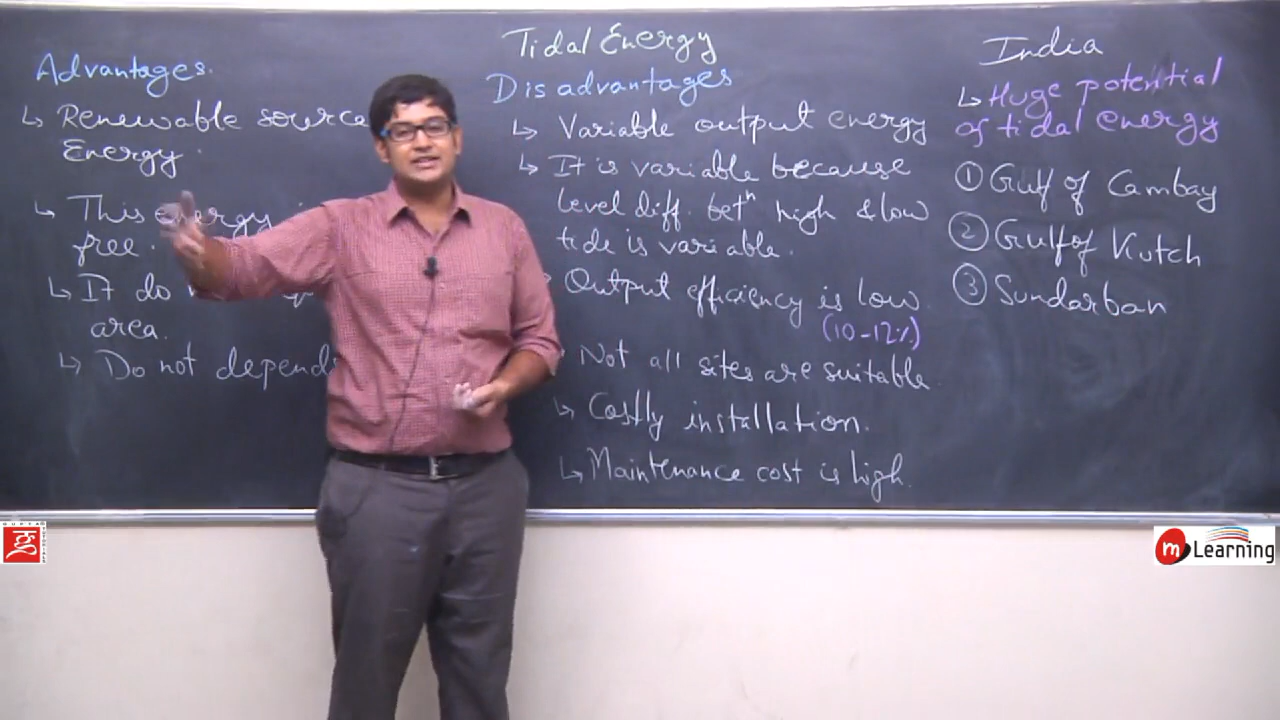 Tidal Energy
Advantages.
↳ Renewable source
Energy.
↳ This energy
free.
↳ It do
area.
↳ Do not depend
Disadvantages
↳ Variable output energy
↳ It is variable because
level diff. betⁿ high & low
tide is variable.
Output efficiency is low
(10-12%)
Not all sites are suitable
↳ Costly installation.
↳ Maintenance cost is high.
India
↳ Huge potential
of tidal energy
① Gulf of Cambay
② Gulf of Kutch
③ Sundarban
m Learning